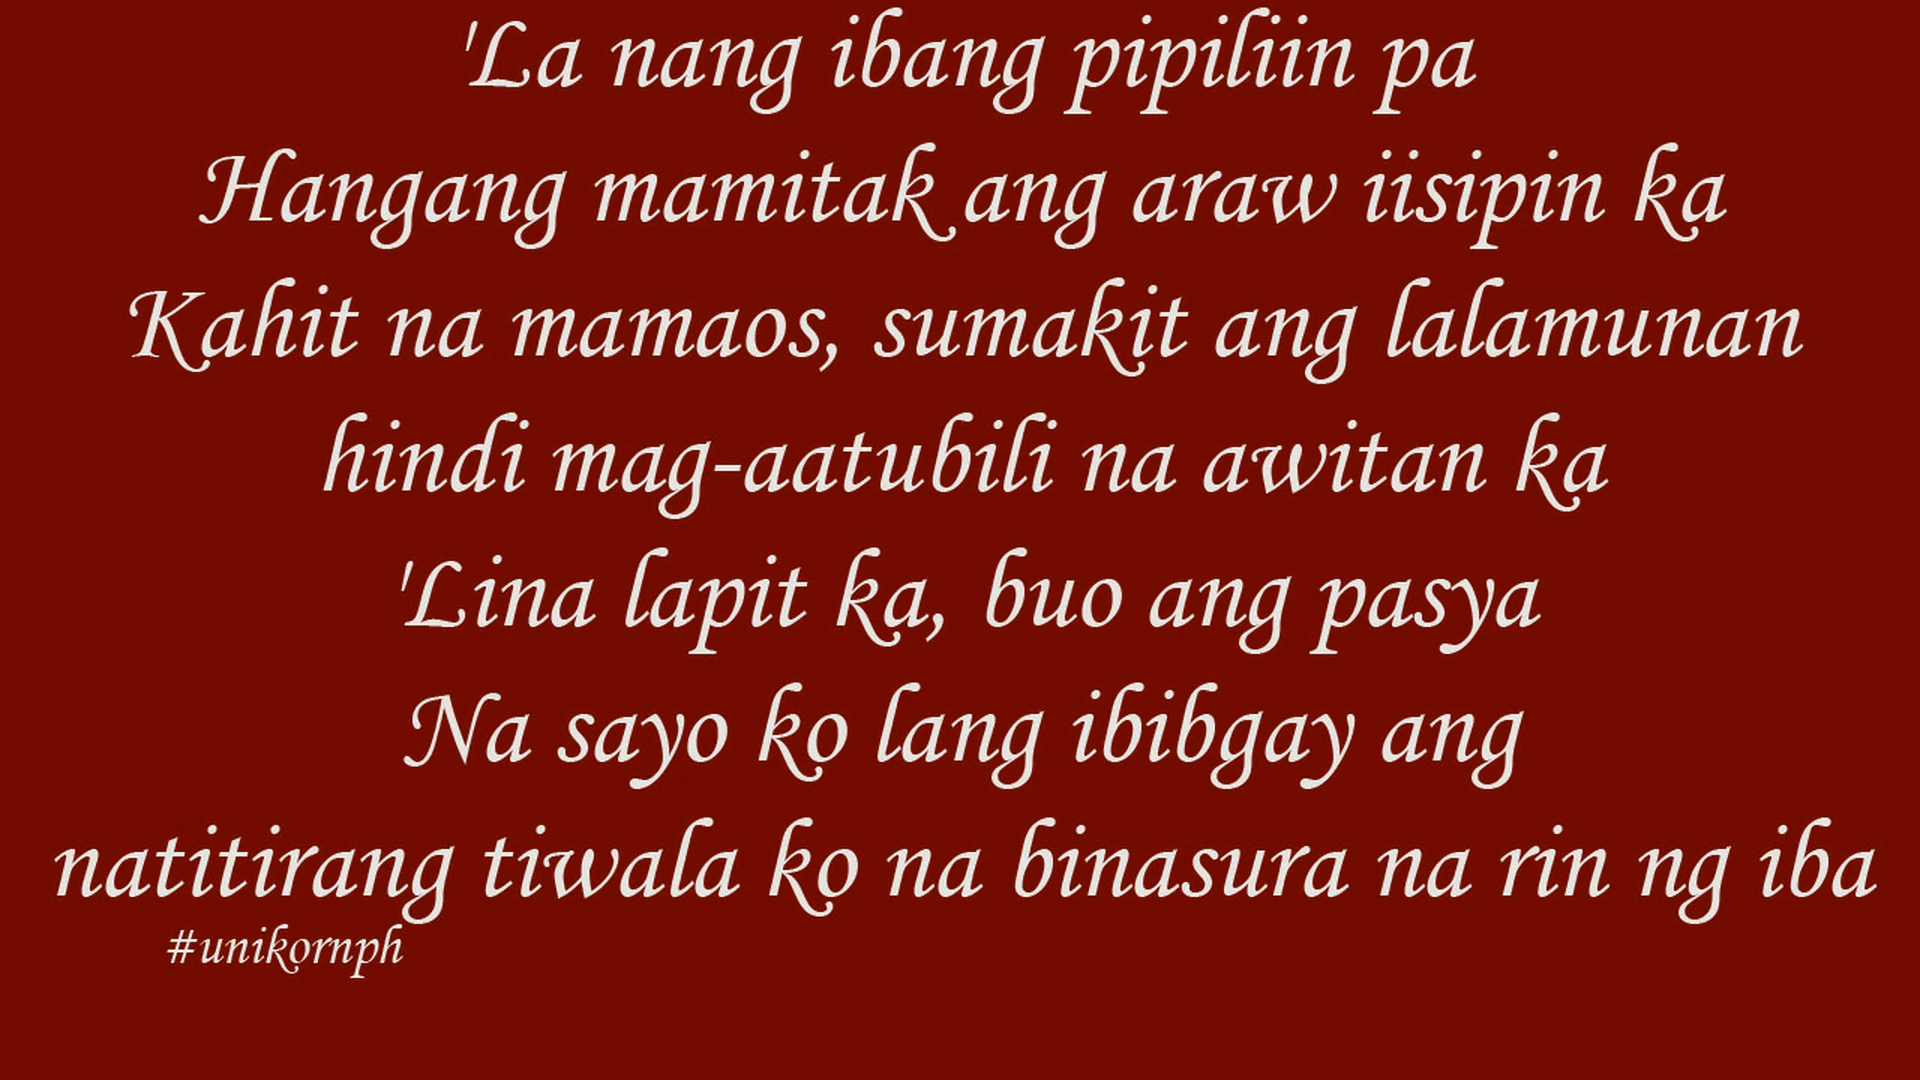 'La nang ibang pipiliin pa
Hangang mamitak ang araw iisipin ka
Kahit na mamaos, sumakit ang lalamunan
hindi mag-aatubili na awitan ka
'Lina lapit ka, buo ang pasya
Na sayo ko lang ibibgay ang
natitirang tiwala ko na binasura na rin ng iba
#unikornph